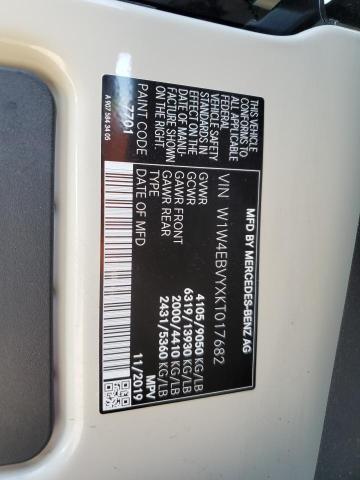 MFD BY MERCEDES-BENZ AG
VIN W1W4EBVYXKT017682
GVWR 4105/9050 KG/LB
GCWR 6319/13930 KG/LB
GAWR FRONT 2000/4410 KG/LB
GAWR REAR 2431/5360 KG/LB
TYPE MPV
DATE OF MFD 11/2019
THIS VEHICLE
CONFORMS TO ALL APPLICABLE
FEDERAL MOTOR
VEHICLE SAFETY
STANDARDS IN
EFFECT ON THE
DATE OF MANU-
FACTURE SHOWN
ON THE RIGHT.
PAINT CODE
7701
A 907 584 34 05